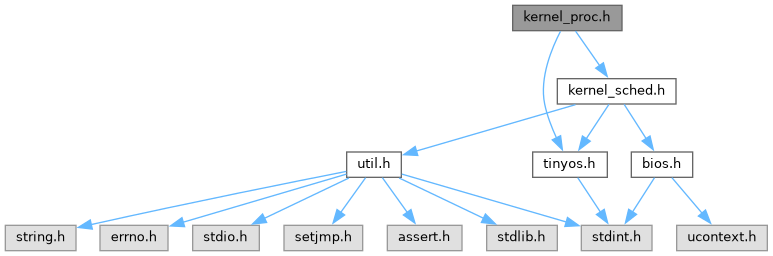 kernel_proc.h
kernel_sched.h
util.h
tinyos.h
bios.h
string.h
errno.h
stdio.h
setjmp.h
assert.h
stdlib.h
stdint.h
ucontext.h